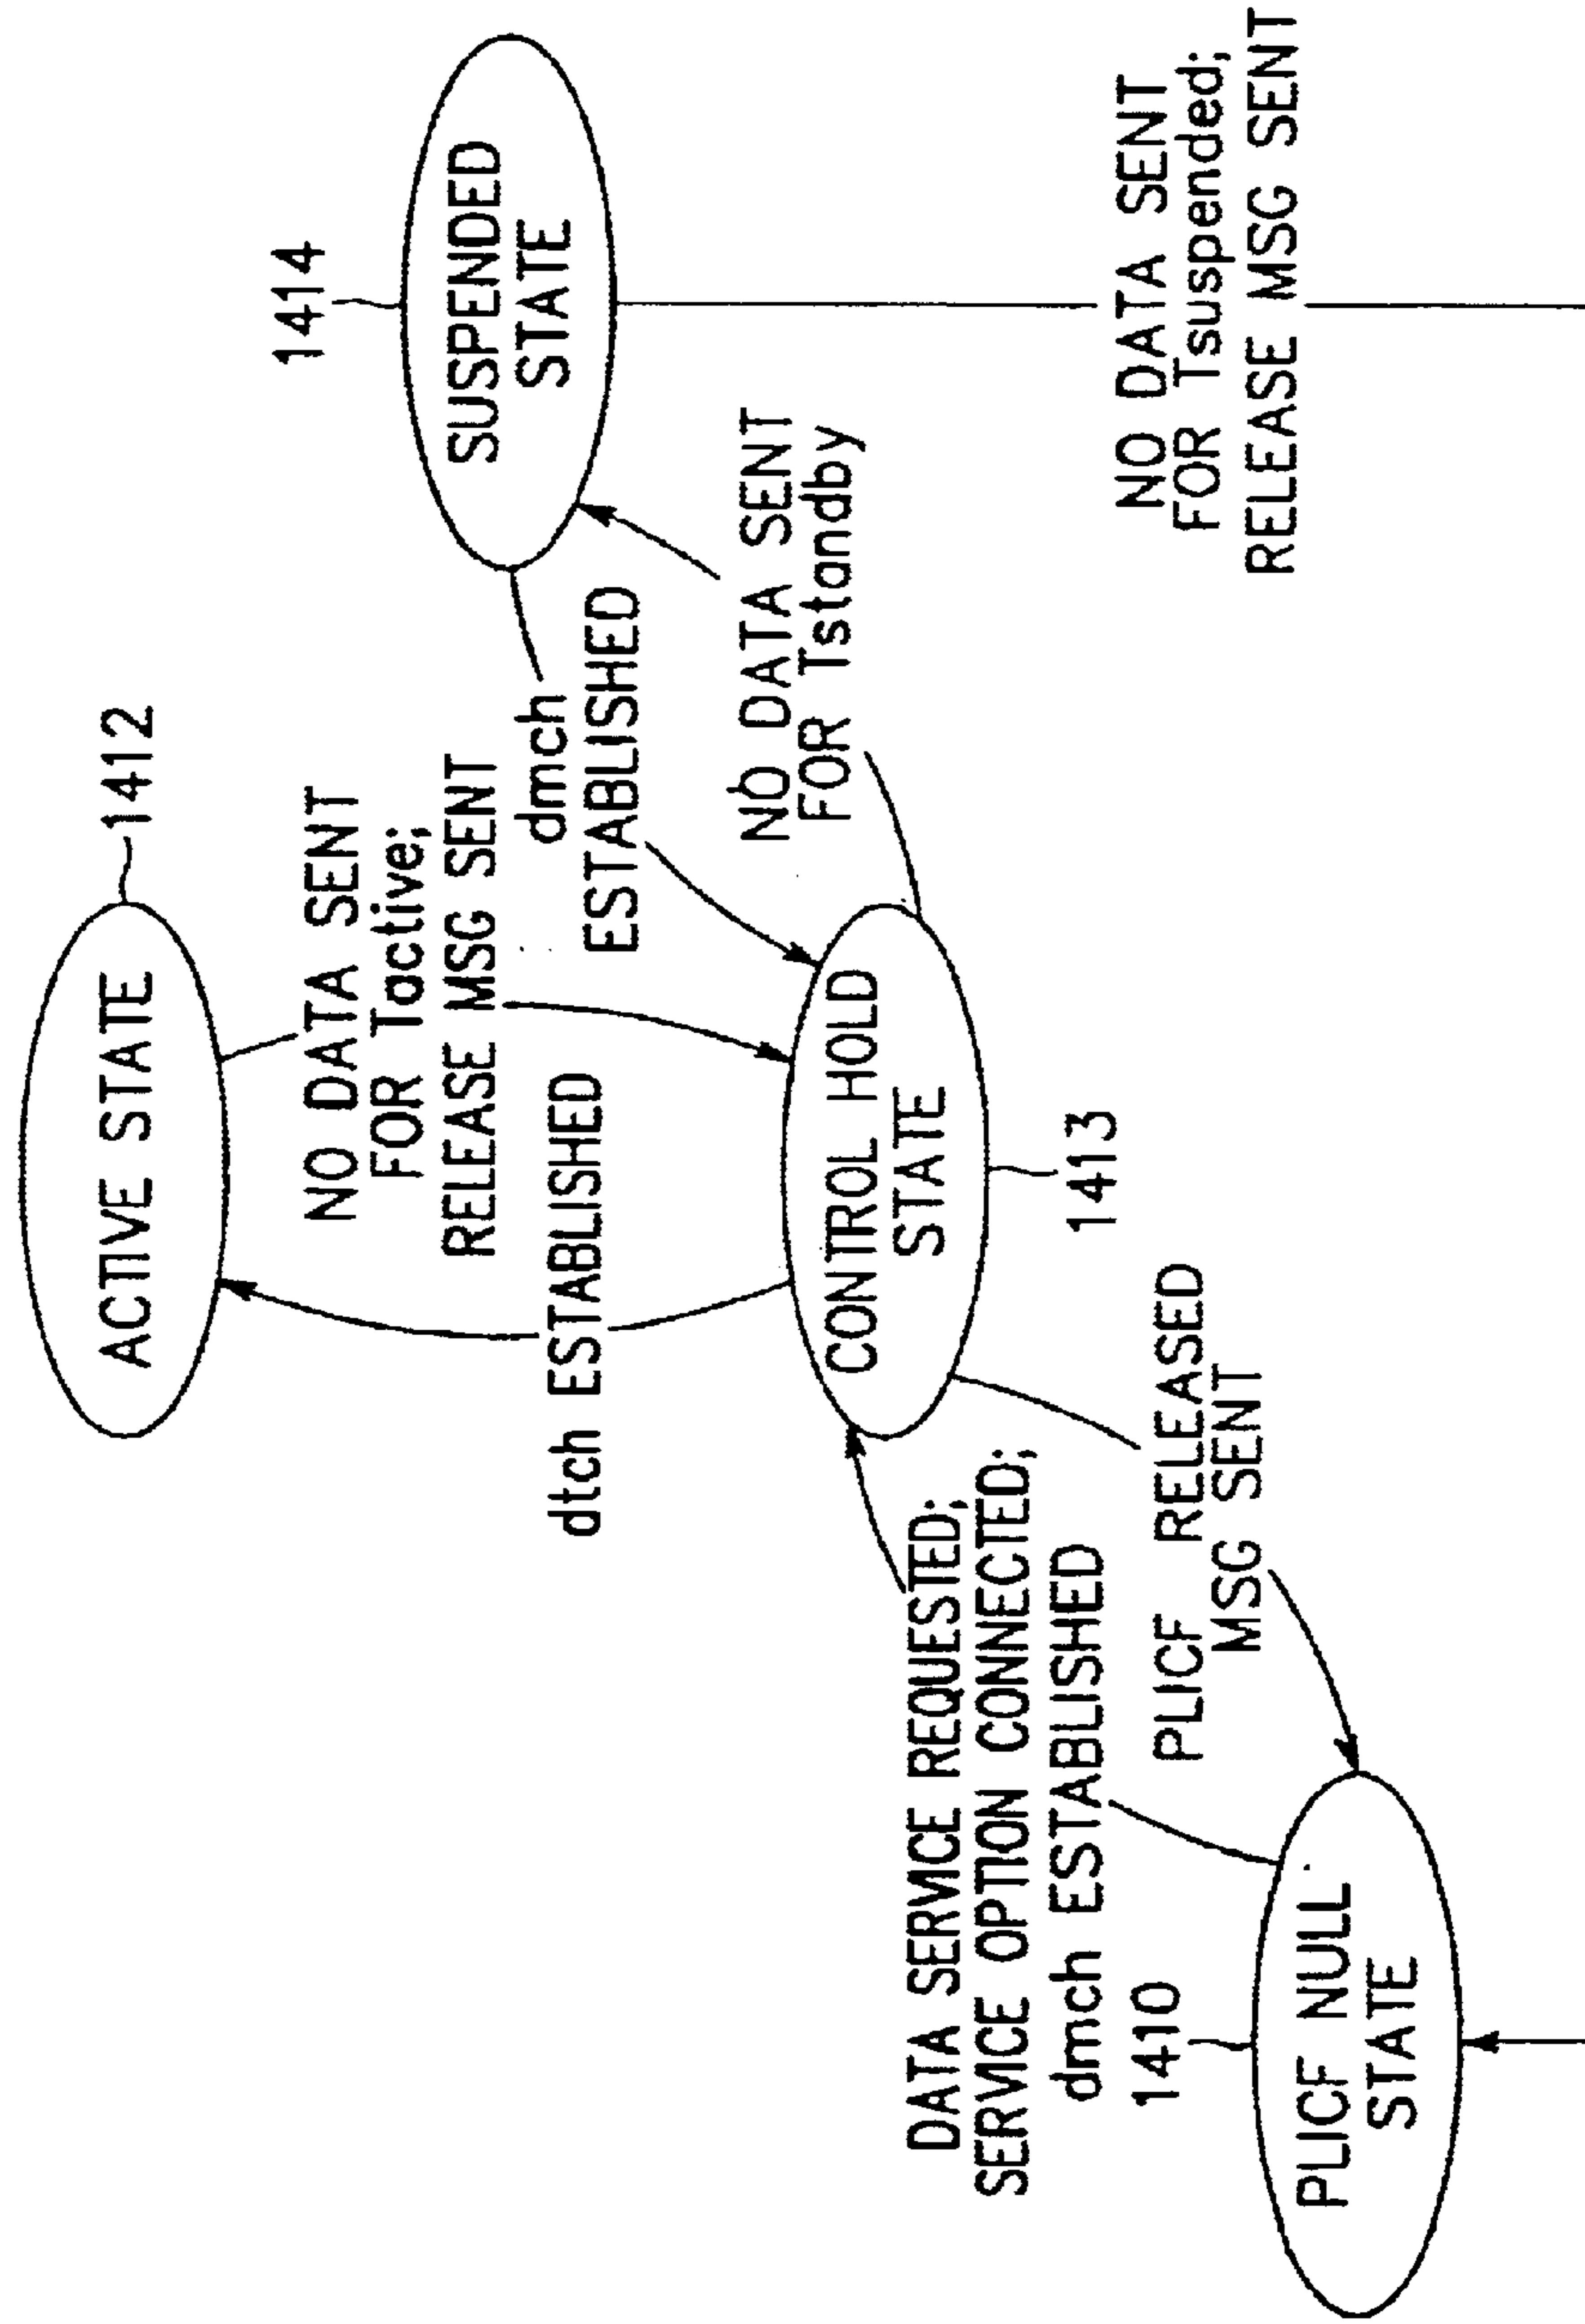 1412
ACTIVE STATE
NO DATA SENT
FOR Tactive;
RELEASE MSG SENT
dtch ESTABLISHED
1414
SUSPENDED
STATE
dmch
ESTABLISHED
NO DATA SENT
FOR Tstandby
CONTROL HOLD
STATE
1413
DATA SERVICE REQUESTED;
SERVICE OPTION CONNECTED;
dmch ESTABLISHED
1410
PLICF RELEASED
MSG SENT
PLICF NULL
STATE
NO DATA SENT
FOR Tsuspended;
RELEASE MSG SENT